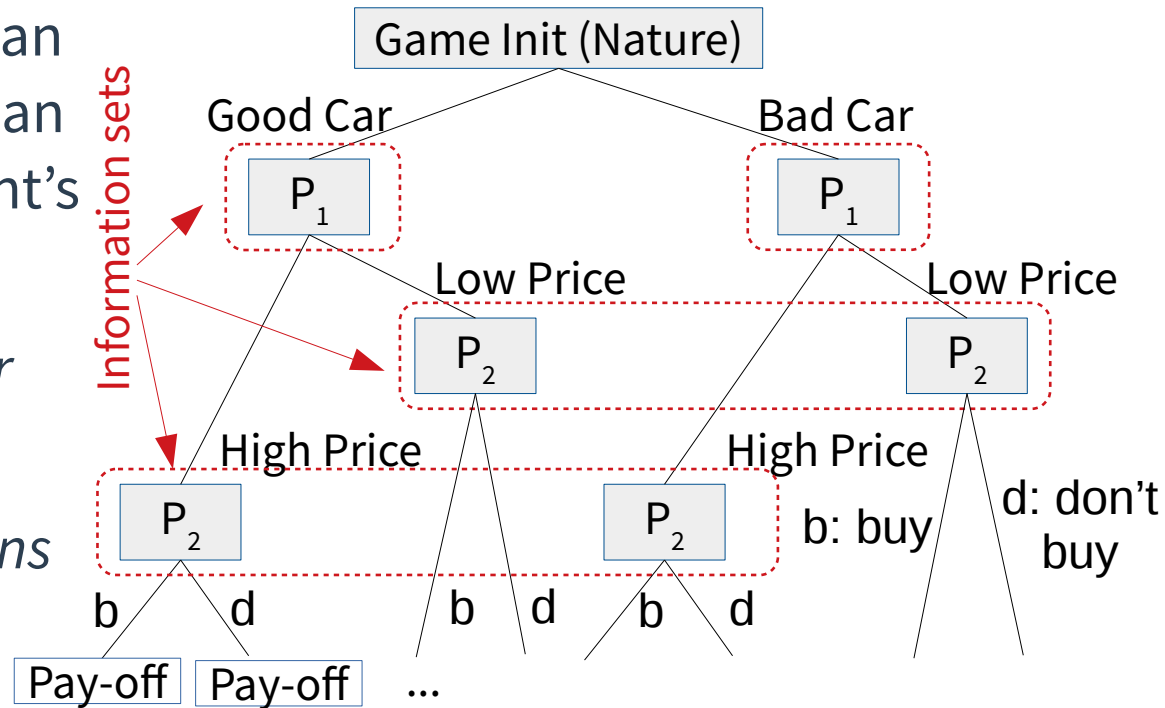 an
an
nt's
r
ns
Information sets
Game Init (Nature)
Good Car
Bad Car
P1
P1
Low Price
Low Price
P2
P2
High Price
High Price
P2
P2
b: buy
d: don't
buy
b
d
b
d
b
d
Pay-off
Pay-off
...